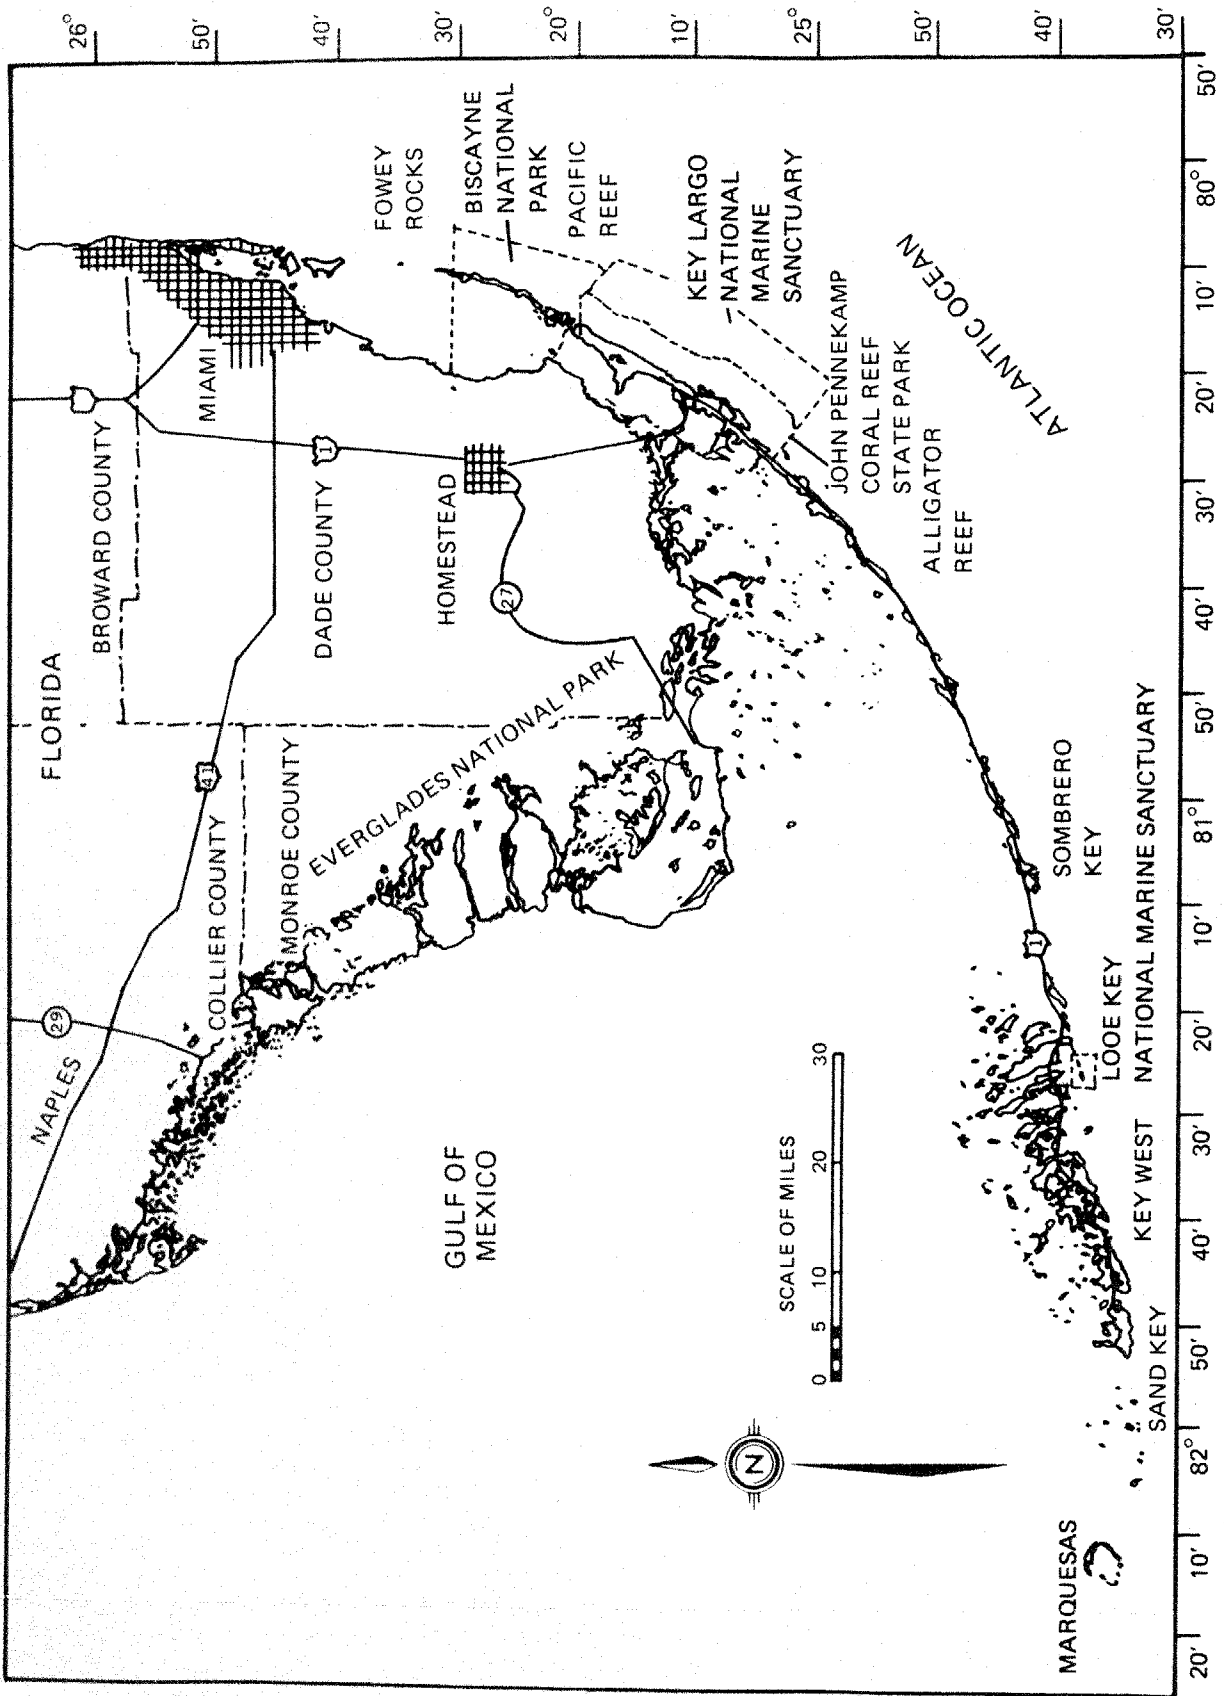 FLORIDA
NAPLES
29
41
BROWARD COUNTY
MIAMI
COLLIER COUNTY
MONROE COUNTY
DADE COUNTY
1
HOMESTEAD
27
EVERGLADES NATIONAL PARK
FOWEY
ROCKS
BISCAYNE
NATIONAL
PARK
PACIFIC
REEF
KEY LARGO
NATIONAL
MARINE
SANCTUARY
JOHN PENNEKAMP
CORAL REEF
STATE PARK
ALLIGATOR
REEF
ATLANTIC OCEAN
GULF OF
MEXICO
SCALE OF MILES
0 5 10 20 30
N
SOMBRERO
KEY
1
LOOE KEY
NATIONAL MARINE SANCTUARY
KEY WEST
SAND KEY
MARQUESAS
26°
50'
40'
30'
20°
10'
25°
50'
40'
30'
20' 10' 82° 50' 40' 30' 20' 10' 81° 50' 40' 30' 20' 10' 80° 50'